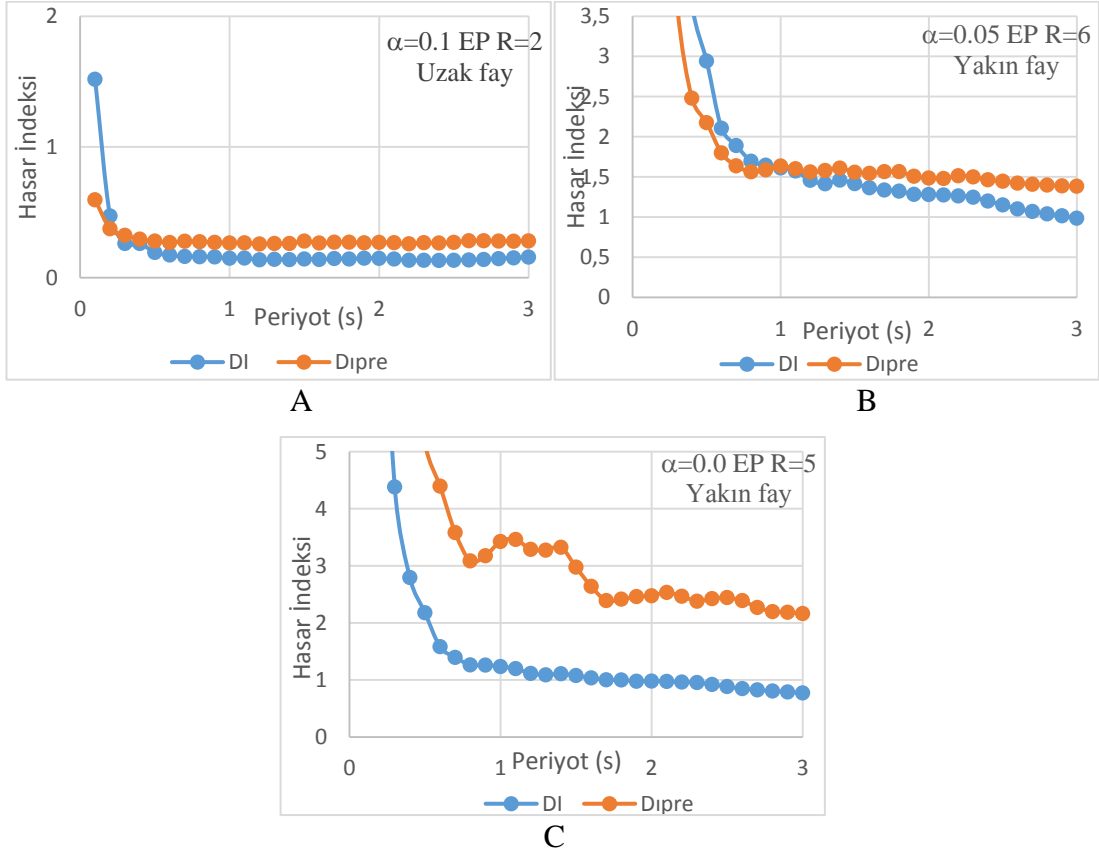 2
α=0.1 EP R=2
Uzak fay
Hasar İndeksi
1
0
1
2
3
Periyot (s)
DI
Dıpre
A
3,5
α=0.05 EP R=6
Yakın fay
3
2,5
Hasar İndeksi
2
1,5
1
0,5
0
0
1
2
3
Periyot (s)
DI
Dıpre
B
5
α=0.0 EP R=5
Yakın fay
4
Hasar İndeksi
3
2
1
0
0
1
2
3
Periyot (s)
DI
Dıpre
C